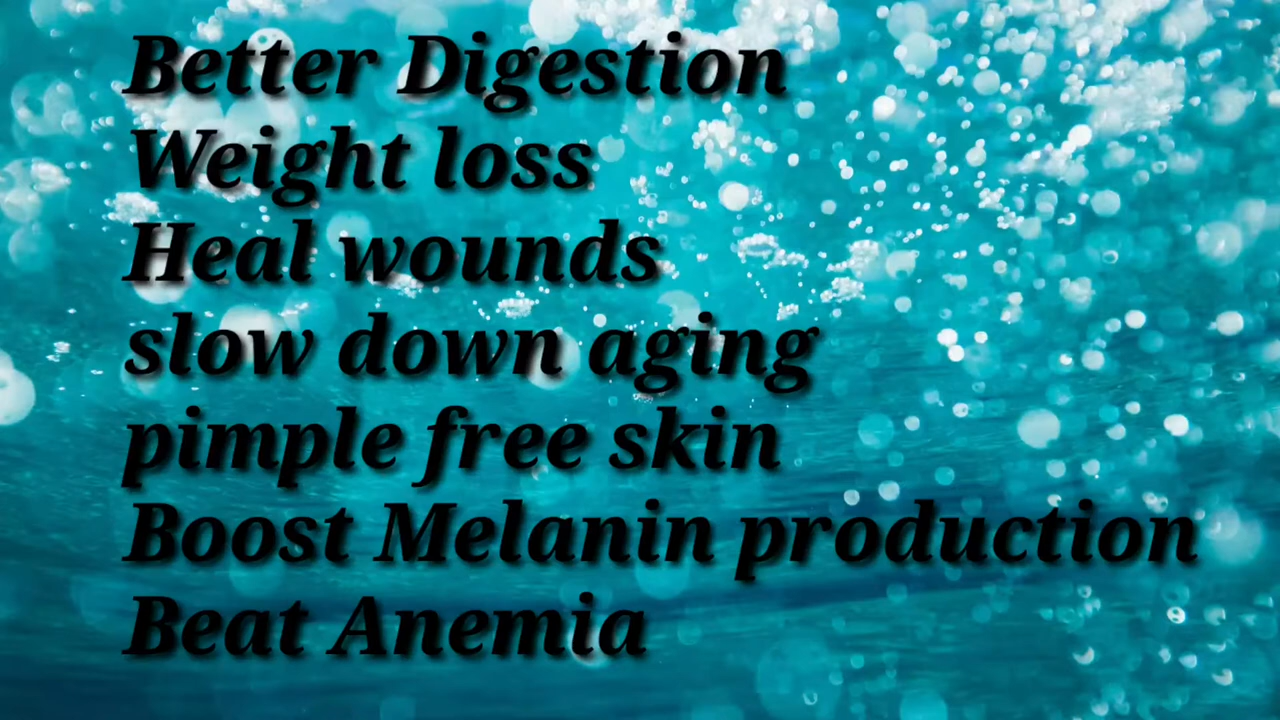 Better Digestion
Weight loss
Heal wounds
slow down aging
pimple free skin
Boost Melanin production
Beat Anemia